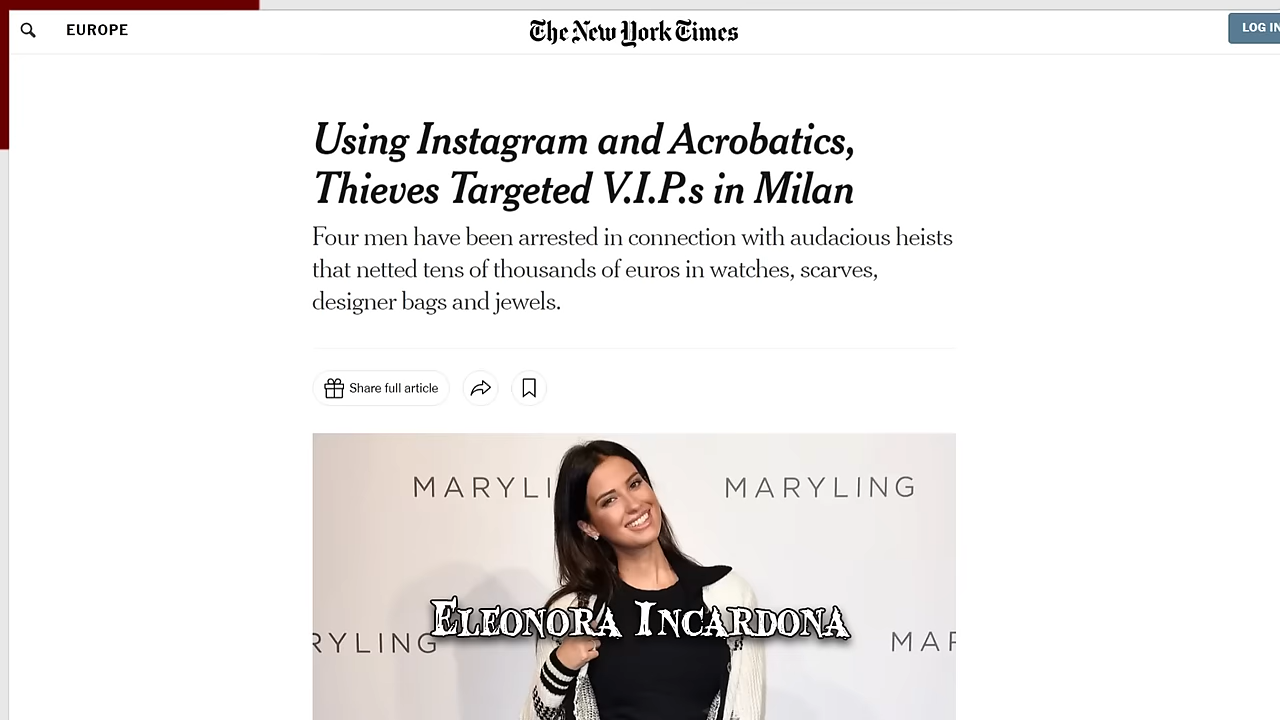 EUROPE
The New York Times
LOG IN
Using Instagram and Acrobatics,
Thieves Targeted V.I.P.s in Milan
Four men have been arrested in connection with audacious heists
that netted tens of thousands of euros in watches, scarves,
designer bags and jewels.
Share full article
MARYLI
MARYLING
ELEONORA INCARDONA
RYLING
MAR